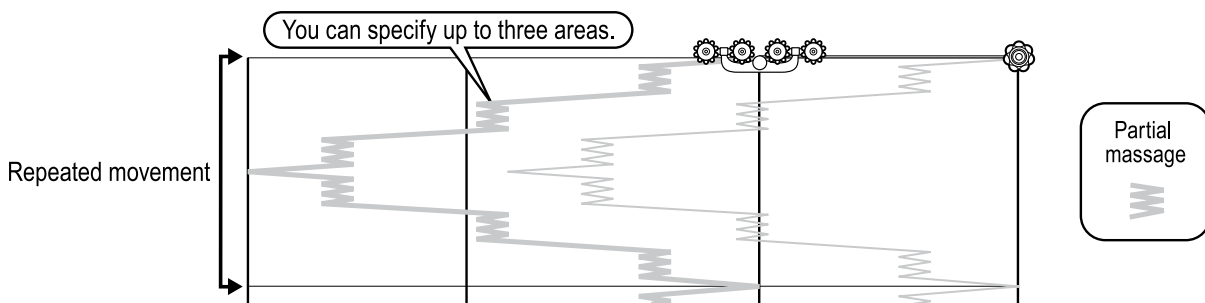 You can specify up to three areas.
Repeated movement
Partial
massage